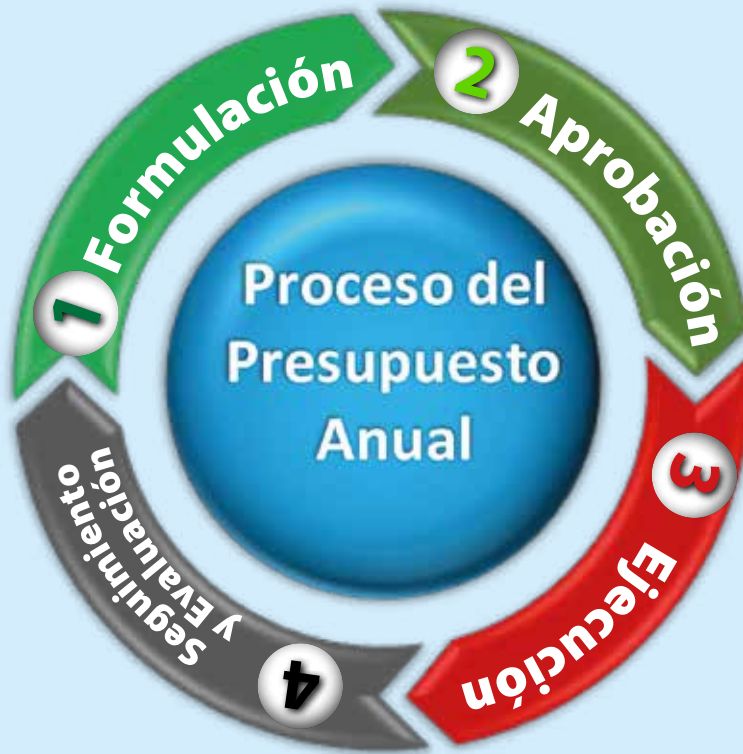 Proceso del
Presupuesto
Anual
1 Formulación
2 Aprobación
3 Ejecución
4 Seguimiento
y Evaluación